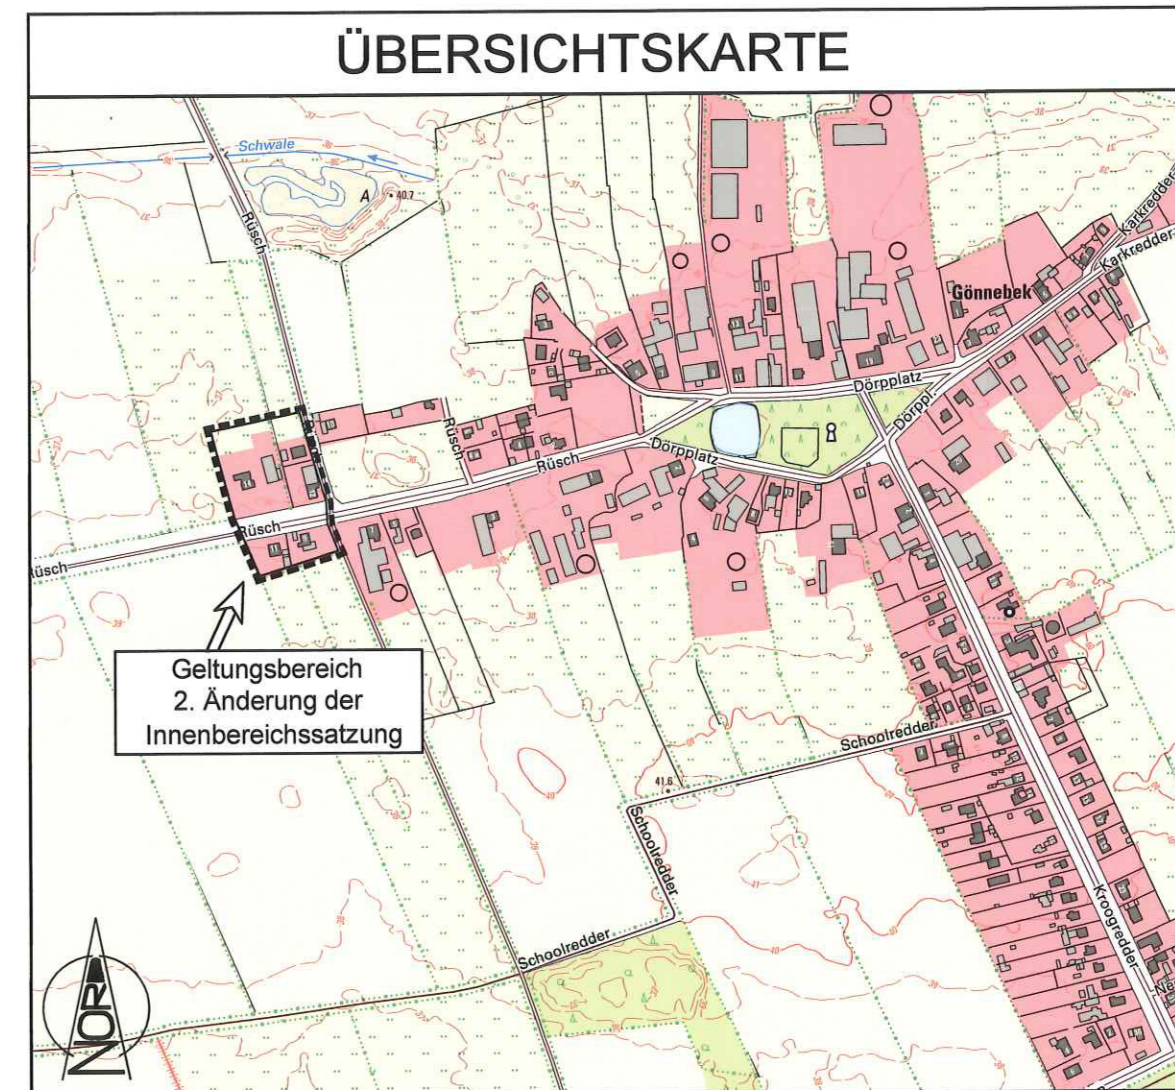 ÜBERSICHTSKARTE
Schwale
A
40.7
Rüsch
Karkredder
Karkredder
Gönnebek
Dörpplatz
Dörppl.
Rüsch
Rüsch
Dörpplatz
Rüsch
Rüsch
Geltungsbereich
2. Änderung der
Innenbereichssatzung
Schoolredder
41.6
Schoolredder
Schoolredder
Kroogredder
NORD